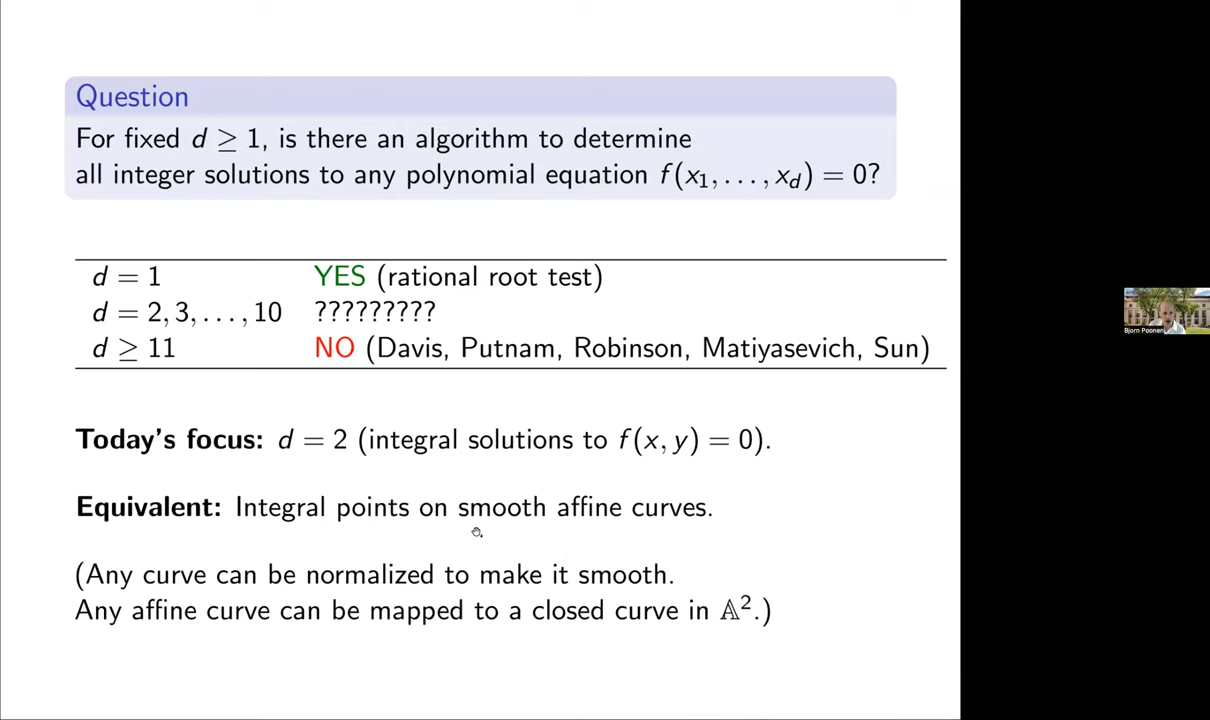 Question
For fixed d ≥ 1, is there an algorithm to determine
all integer solutions to any polynomial equation f(x₁, . . . , x_d) = 0?
d = 1 YES (rational root test)
d = 2, 3, . . . , 10 ?????????
d ≥ 11 NO (Davis, Putnam, Robinson, Matiyasevich, Sun)
Today's focus: d = 2 (integral solutions to f(x, y) = 0).
Equivalent: Integral points on smooth affine curves.
(Any curve can be normalized to make it smooth.
Any affine curve can be mapped to a closed curve in 𝔸².)
Bjorn Poonen